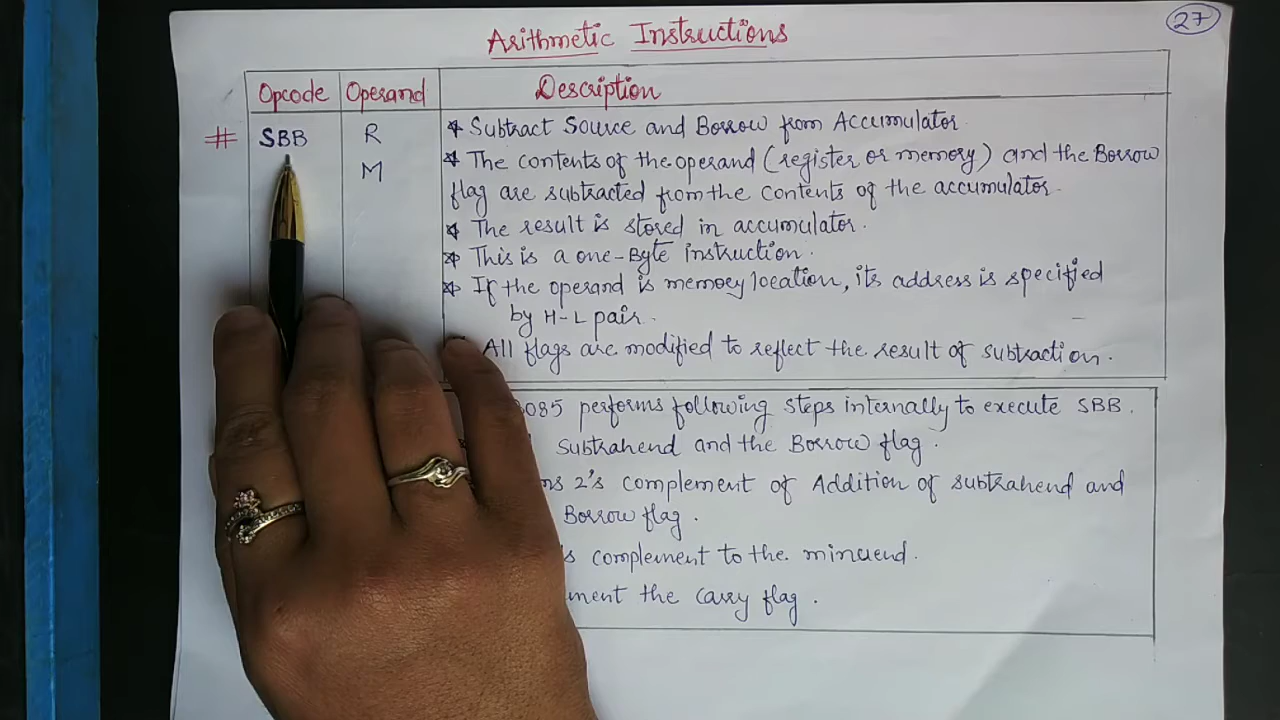 27
Arithmetic Instructions
Opcode Operand Description
# SBB R * Subtract Source and Borrow from Accumulator
M * The contents of the operand (register or memory) and the Borrow
flag are subtracted from the contents of the accumulator.
* The result is stored in accumulator.
* This is a one-Byte instruction.
* If the operand is memory location, its address is specified
by H-L pair.
All flags are modified to reflect the result of subtraction.
8085 performs following steps internally to execute SBB.
Subtrahend and the Borrow flag.
2's complement of Addition of subtrahend and
Borrow flag.
complement to the minuend.
the carry flag.